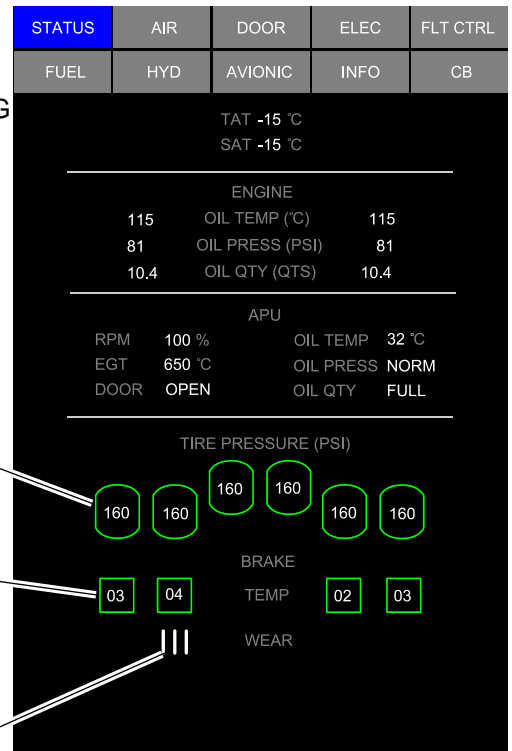 STATUS AIR DOOR ELEC FLT CTRL
FUEL HYD AVIONIC INFO CB
G
TAT -15 °C
SAT -15 °C
ENGINE
115 OIL TEMP (°C) 115
81 OIL PRESS (PSI) 81
10.4 OIL QTY (QTS) 10.4
APU
RPM 100 % OIL TEMP 32 °C
EGT 650 °C OIL PRESS NORM
DOOR OPEN OIL QTY FULL
TIRE PRESSURE (PSI)
160 160 160 160 160 160
BRAKE
03 04 TEMP 02 03
WEAR